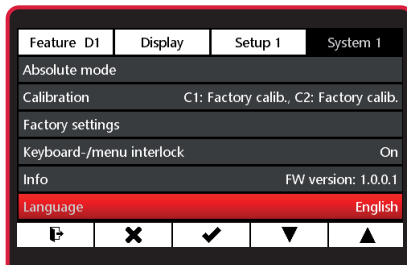 Feature D1 Display Setup 1 System 1
Absolute mode
Calibration C1: Factory calib., C2: Factory calib.
Factory settings
Keyboard-/menu interlock On
Info FW version: 1.0.0.1
Language English